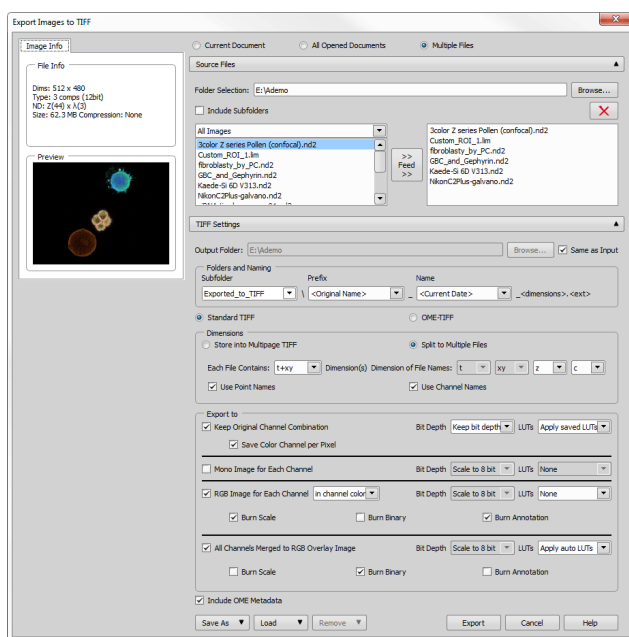 Export Images to TIFF
Image Info
File Info
Dims: 512 x 480
Type: 3 comps (12bit)
ND: Z(44) x λ(3)
Size: 62.3 MB Compression: None
Preview
Current Document All Opened Documents Multiple Files
Source Files
Folder Selection: E:\Ademo Browse...
Include Subfolders
All Images
3color Z series Pollen (confocal).nd2
Custom_ROI_1.lim
fibroblasty_by_PC.nd2
GBC_and_Gephyrin.nd2
Kaede-Si 6D V313.nd2
NikonC2Plus-galvano.nd2
>>
Feed
>>
3color Z series Pollen (confocal).nd2
Custom_ROI_1.lim
fibroblasty_by_PC.nd2
GBC_and_Gephyrin.nd2
Kaede-Si 6D V313.nd2
NikonC2Plus-galvano.nd2
TIFF Settings
Output Folder: E:\Ademo Browse... Same as Input
Folders and Naming
Subfolder Prefix Name
Exported_to_TIFF \ <Original Name> _ <Current Date> _<dimensions>.<ext>
Standard TIFF OME-TIFF
Dimensions
Store into Multipage TIFF Split to Multiple Files
Each File Contains: t+xy Dimension(s) Dimension of File Names: t xy z c
Use Point Names Use Channel Names
Export to
Keep Original Channel Combination Bit Depth Keep bit depth LUTs Apply saved LUTs
Save Color Channel per Pixel
Mono Image for Each Channel Bit Depth Scale to 8 bit LUTs None
RGB Image for Each Channel in channel color Bit Depth Scale to 8 bit LUTs None
Burn Scale Burn Binary Burn Annotation
All Channels Merged to RGB Overlay Image Bit Depth Scale to 8 bit LUTs Apply auto LUTs
Burn Scale Burn Binary Burn Annotation
Include OME Metadata
Save As Load Remove Export Cancel Help